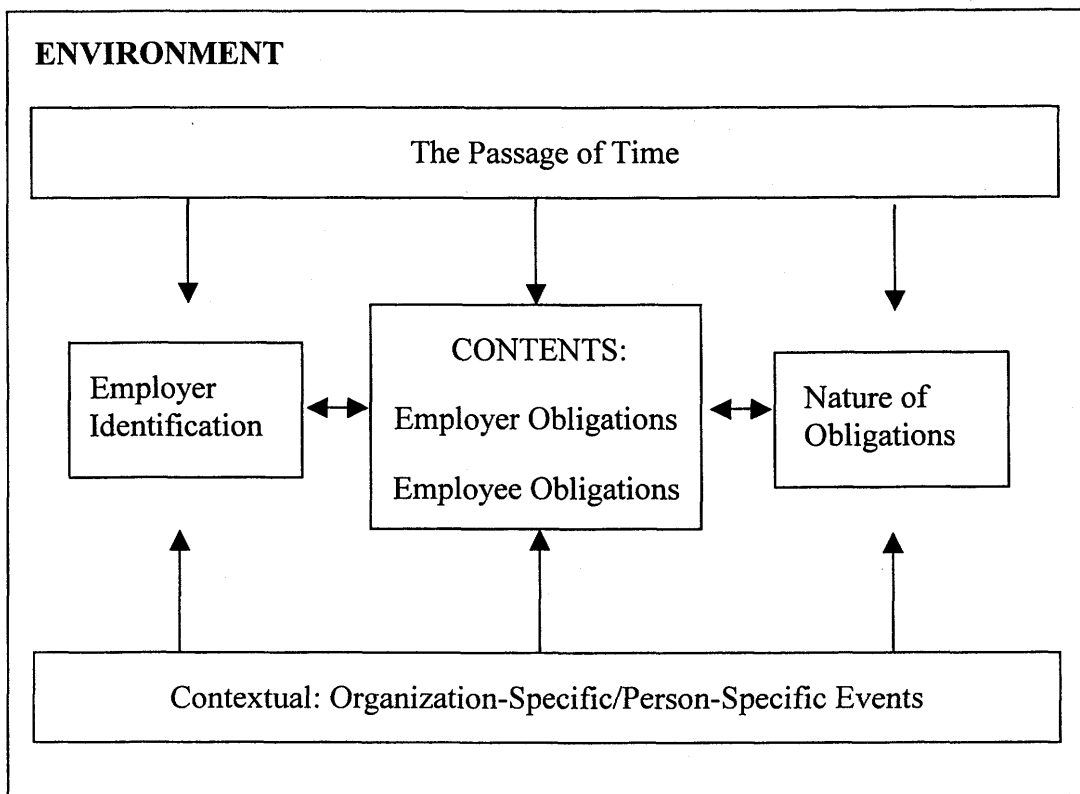 ENVIRONMENT
The Passage of Time
Employer
Identification
CONTENTS:
Employer Obligations
Employee Obligations
Nature of
Obligations
Contextual: Organization-Specific/Person-Specific Events